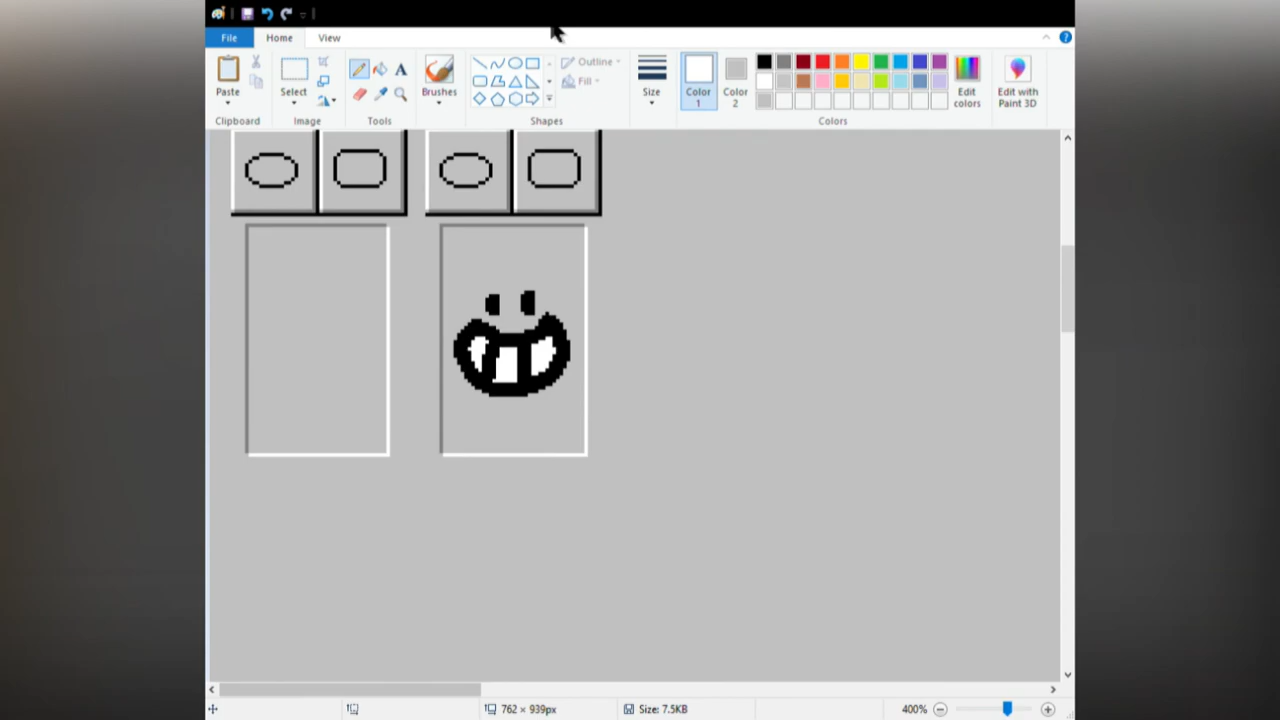 File Home View
Paste Select Brushes Outline Fill Size Color 1 Color 2 Edit colors Edit with Paint 3D
Clipboard Image Tools Shapes Colors
762 × 939px Size: 7.5KB 400%